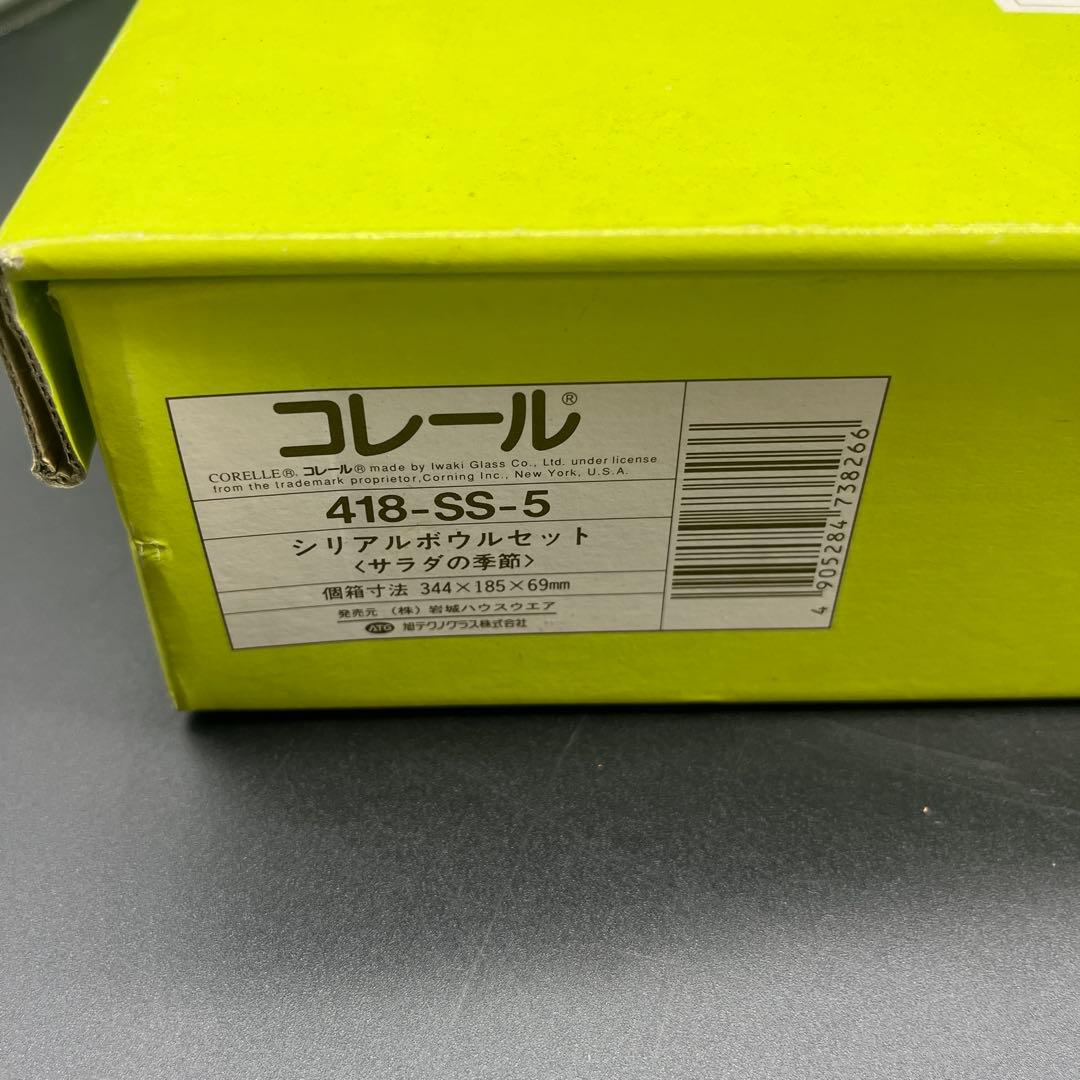 コレール®
CORELLE®. コレール® made by Iwaki Glass Co., Ltd. under license
from the trademark proprietor,Corning Inc., New York, U.S.A.
418-SS-5
シリアルボウルセット
〈サラダの季節〉
個箱寸法 344×185×69mm
発売元 (株) 岩城ハウスウエア
ATG 旭テクノグラス株式会社
4 905284 738266